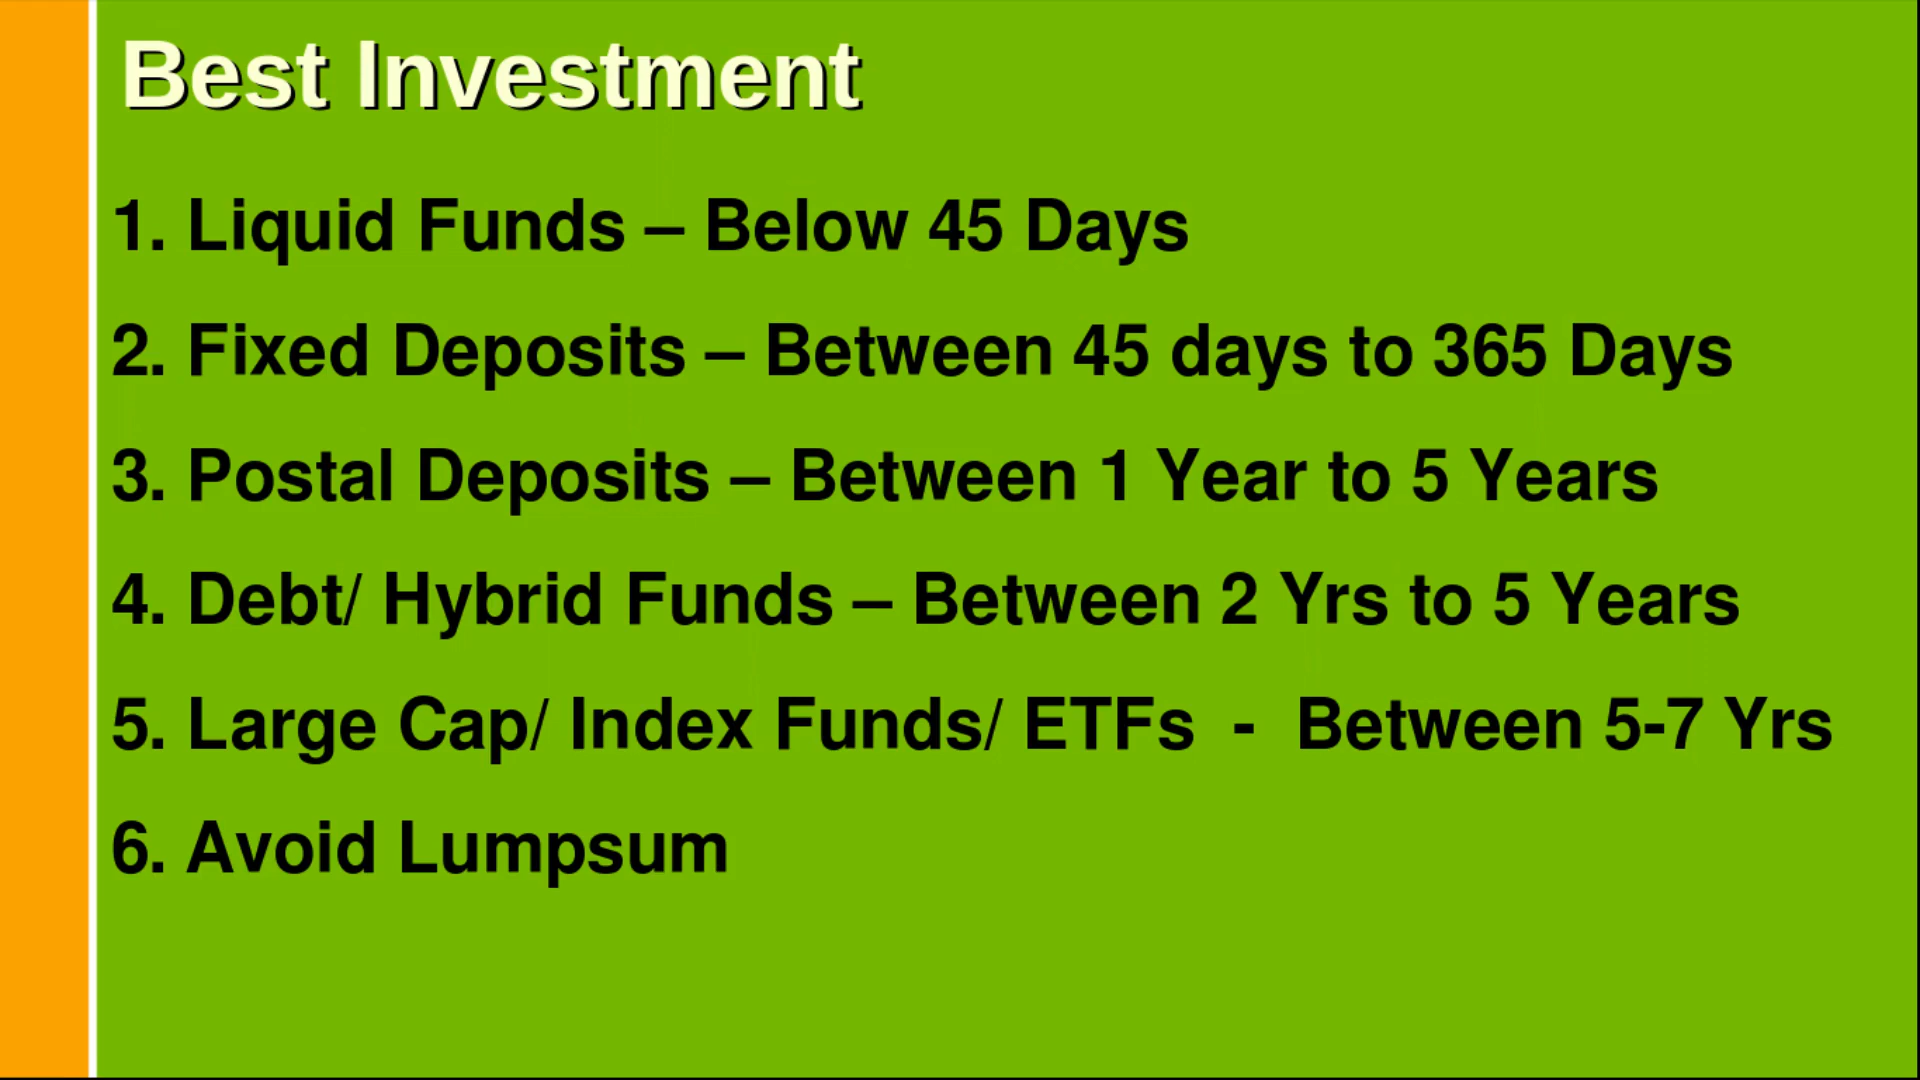 Best Investment
1. Liquid Funds – Below 45 Days
2. Fixed Deposits – Between 45 days to 365 Days
3. Postal Deposits – Between 1 Year to 5 Years
4. Debt/ Hybrid Funds – Between 2 Yrs to 5 Years
5. Large Cap/ Index Funds/ ETFs  -  Between 5-7 Yrs
6. Avoid Lumpsum